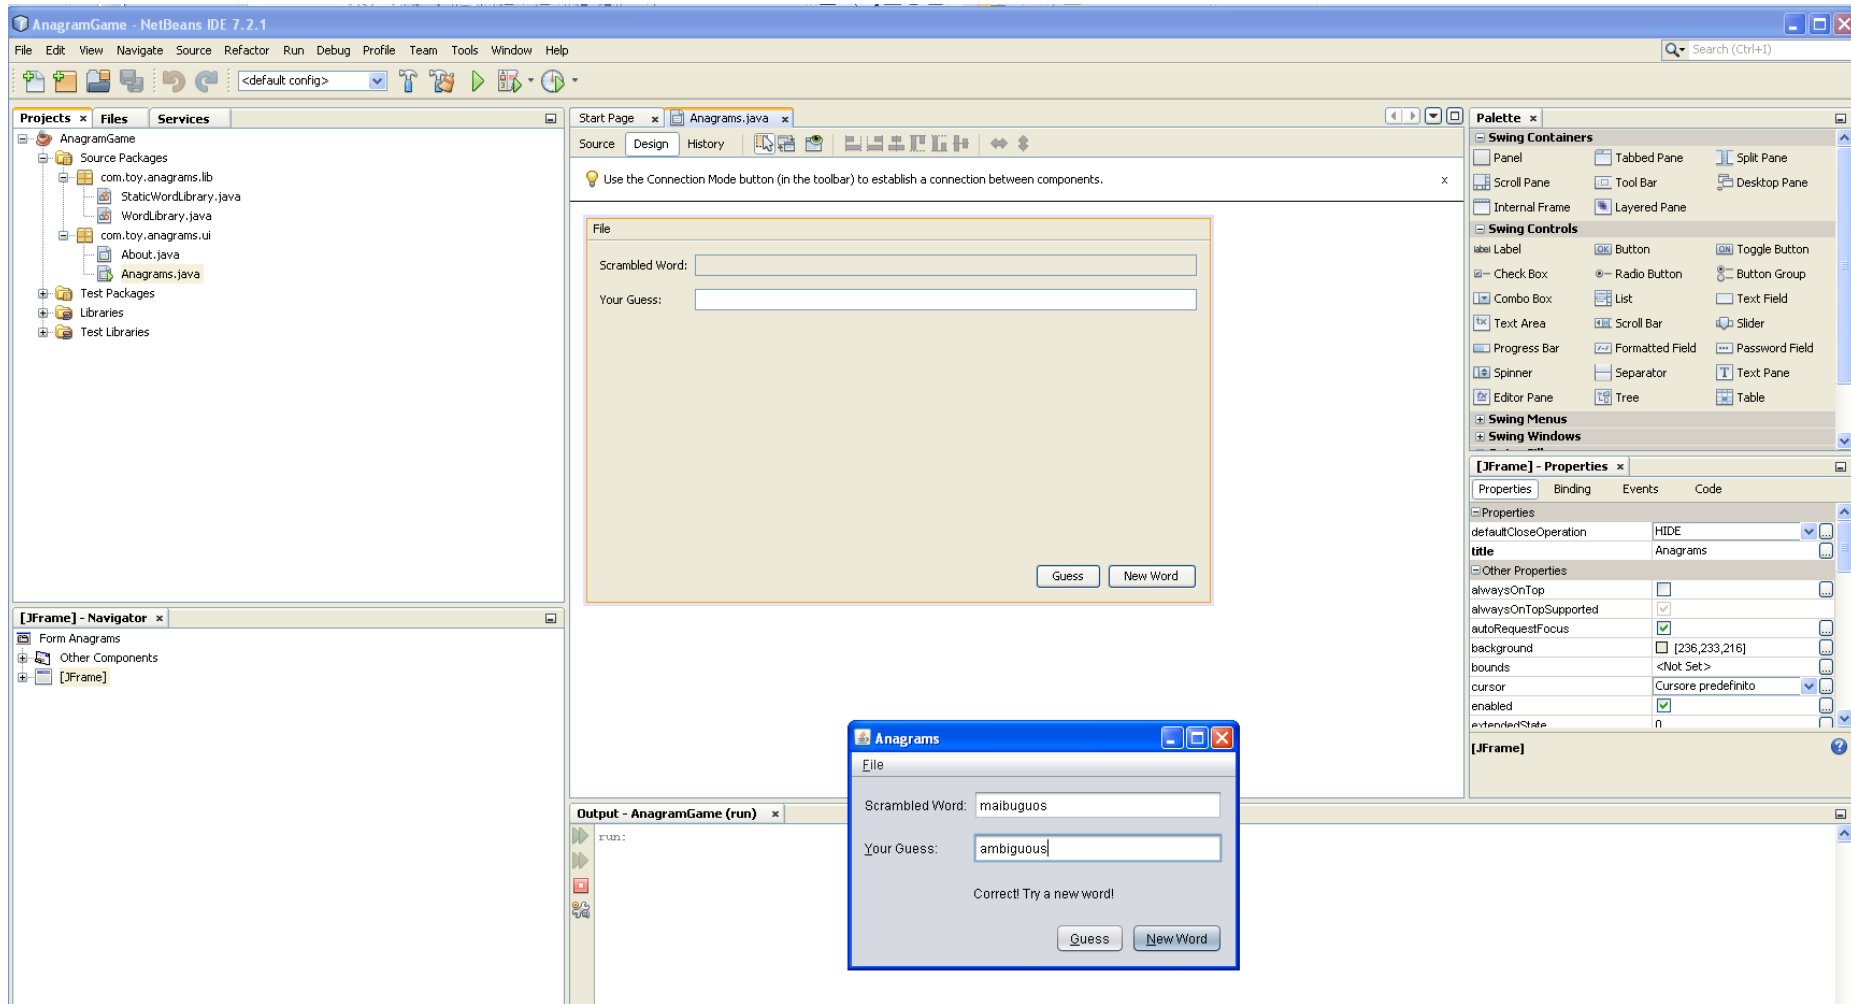 AnagramGame - NetBeans IDE 7.2.1
File Edit View Navigate Source Refactor Run Debug Profile Team Tools Window Help
Search (Ctrl+I)
<default config>
Projects x Files Services
AnagramGame
Source Packages
com.toy.anagrams.lib
StaticWordLibrary.java
WordLibrary.java
com.toy.anagrams.ui
About.java
Anagrams.java
Test Packages
Libraries
Test Libraries
[JFrame] - Navigator x
Form Anagrams
Other Components
[JFrame]
Start Page x Anagrams.java x
Source Design History
Use the Connection Mode button (in the toolbar) to establish a connection between components. x
File
Scrambled Word:
Your Guess:
Guess New Word
Output - AnagramGame (run) x
run:
Anagrams
File
Scrambled Word: maibuguos
Your Guess: ambiguous
Correct! Try a new word!
Guess New Word
Palette x
Swing Containers
Panel Tabbed Pane Split Pane
Scroll Pane Tool Bar Desktop Pane
Internal Frame Layered Pane
Swing Controls
label Label OK Button ON Toggle Button
Check Box Radio Button Button Group
Combo Box List Text Field
Text Area Scroll Bar Slider
Progress Bar Formatted Field Password Field
Spinner Separator T Text Pane
Editor Pane Tree Table
Swing Menus
Swing Windows
[JFrame] - Properties x
Properties Binding Events Code
Properties
defaultCloseOperation HIDE
title Anagrams
Other Properties
alwaysOnTop
alwaysOnTopSupported
autoRequestFocus
background [236,233,216]
bounds <Not Set>
cursor Cursore predefinito
enabled
extendedState 0
[JFrame]